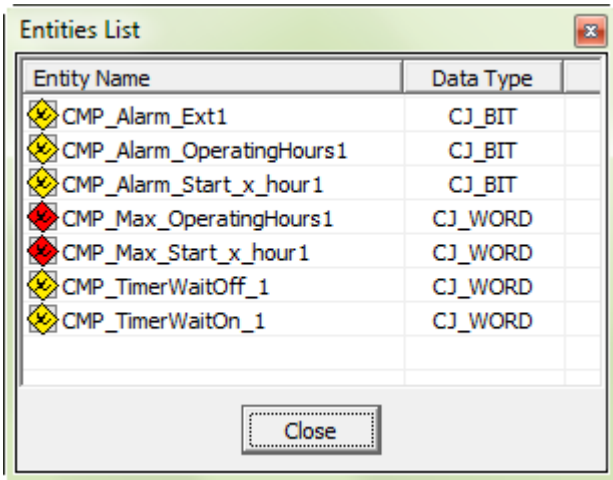 Entities List
Entity Name Data Type
CMP_Alarm_Ext1 CJ_BIT
CMP_Alarm_OperatingHours1 CJ_BIT
CMP_Alarm_Start_x_hour1 CJ_BIT
CMP_Max_OperatingHours1 CJ_WORD
CMP_Max_Start_x_hour1 CJ_WORD
CMP_TimerWaitOff_1 CJ_WORD
CMP_TimerWaitOn_1 CJ_WORD
Close